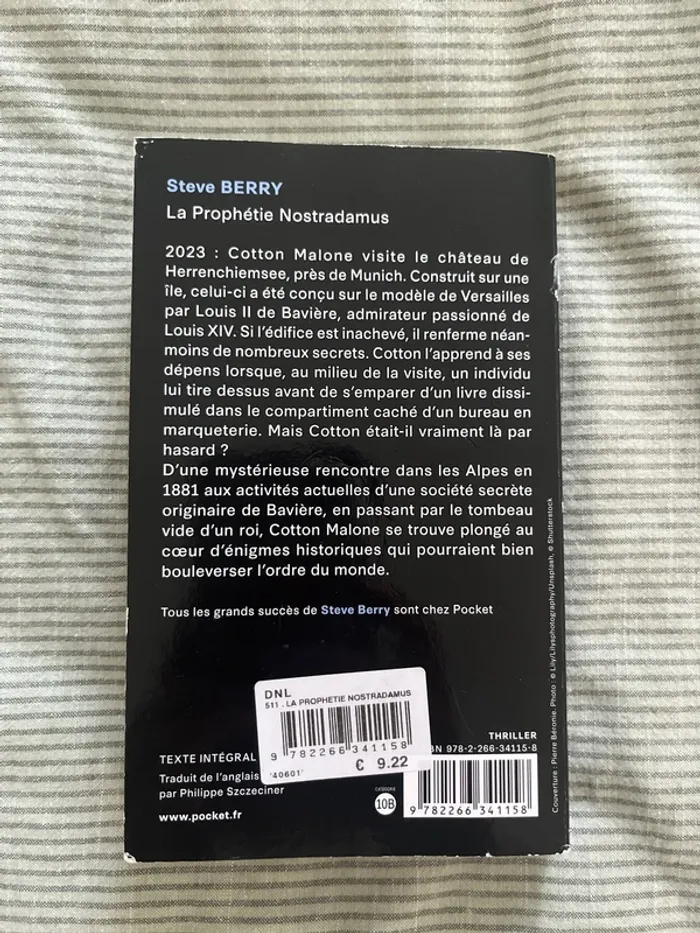 Steve BERRY
La Prophétie Nostradamus
2023 : Cotton Malone visite le château de
Herrenchiemsee, près de Munich. Construit sur une
île, celui-ci a été conçu sur le modèle de Versailles
par Louis II de Bavière, admirateur passionné de
Louis XIV. Si l'édifice est inachevé, il renferme néan-
moins de nombreux secrets. Cotton l'apprend à ses
dépens lorsque, au milieu de la visite, un individu
lui tire dessus avant de s'emparer d'un livre dissi-
mulé dans le compartiment caché d'un bureau en
marqueterie. Mais Cotton était-il vraiment là par
hasard ?
D'une mystérieuse rencontre dans les Alpes en
1881 aux activités actuelles d'une société secrète
originaire de Bavière, en passant par le tombeau
vide d'un roi, Cotton Malone se trouve plongé au
cœur d'énigmes historiques qui pourraient bien
bouleverser l'ordre du monde.
Tous les grands succès de Steve Berry sont chez Pocket
DNL
511 . LA PROPHETIE NOSTRADAMUS
9 782266 341158
'40601'
€ 9.22
TEXTE INTÉGRAL
Traduit de l'anglais
par Philippe Szczeciner
www.pocket.fr
THRILLER
BN 978-2-266-34115-8
CATÉGORIE
10B
9 782266 341158
Couverture : Pierre Béronie. Photo : © Lily/Lilysphotography/Unsplash, © Shutterstock